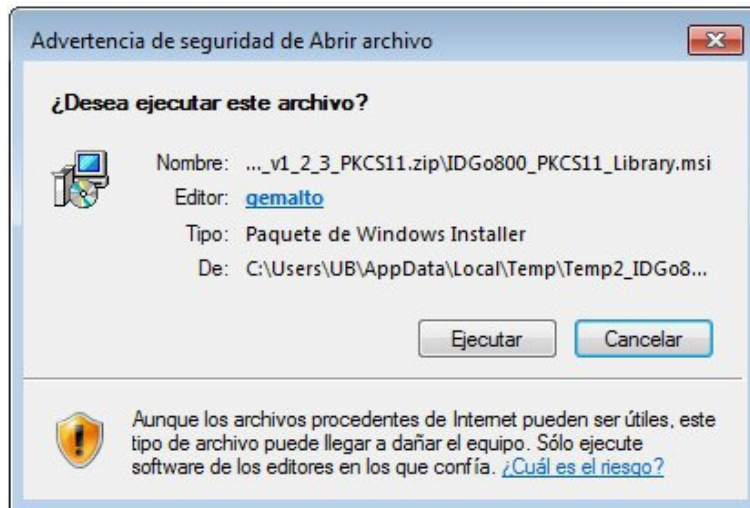 Advertencia de seguridad de Abrir archivo
¿Desea ejecutar este archivo?
Nombre: ..._v1_2_3_PKCS11.zip\IDGo800_PKCS11_Library.msi
Editor: gemalto
Tipo: Paquete de Windows Installer
De: C:\Users\UB\AppData\Local\Temp\Temp2_IDGo8...
Ejecutar Cancelar
Aunque los archivos procedentes de Internet pueden ser útiles, este
tipo de archivo puede llegar a dañar el equipo. Sólo ejecute
software de los editores en los que confía. ¿Cuál es el riesgo?